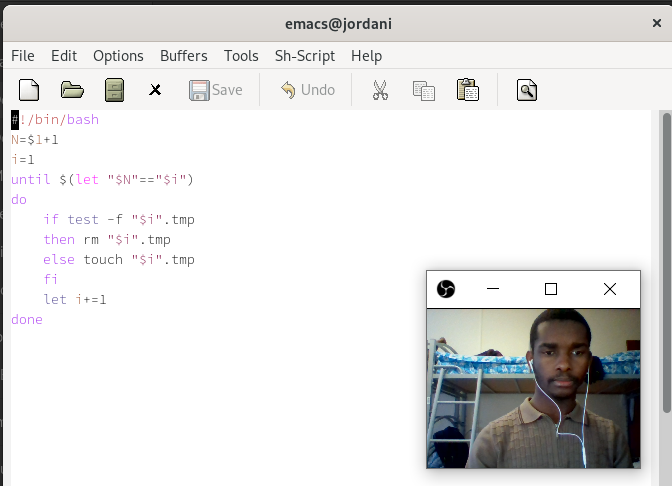 emacs@jordani
File Edit Options Buffers Tools Sh-Script Help
Save Undo
#!/bin/bash
N=$1+1
i=1
until $(let "$N"=="$i")
do
    if test -f "$i".tmp
    then rm "$i".tmp
    else touch "$i".tmp
    fi
    let i+=1
done